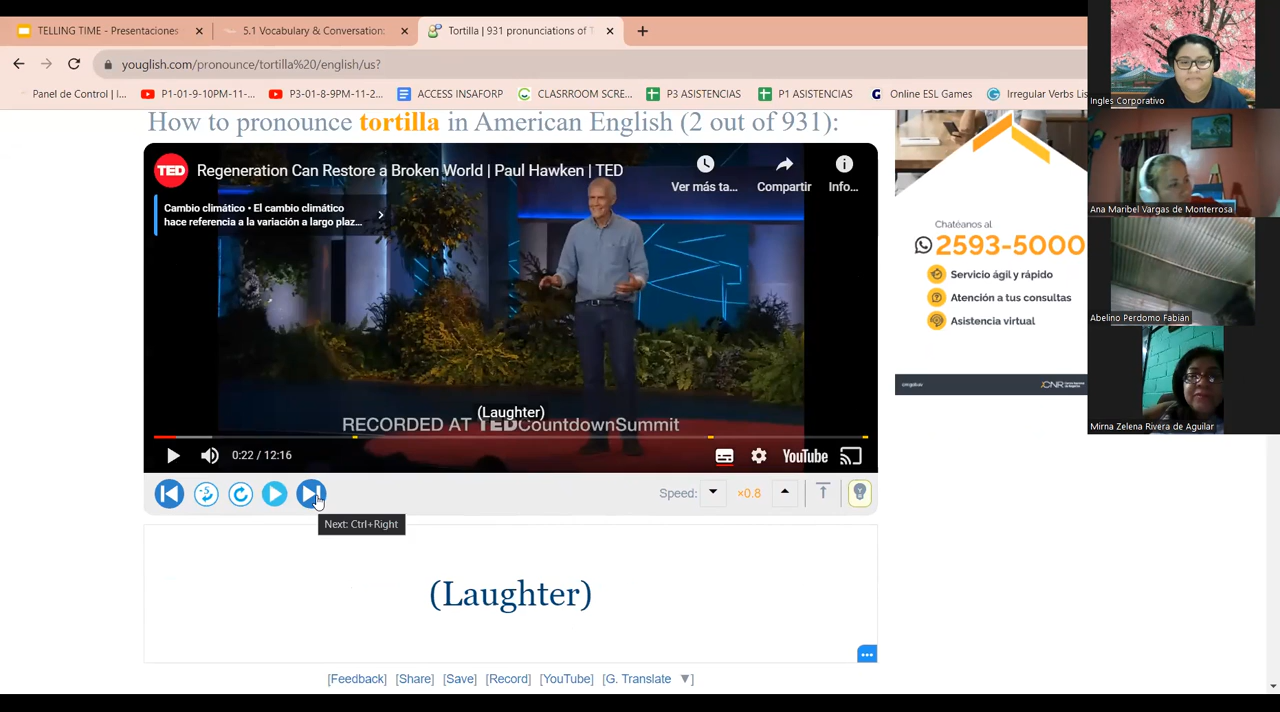 TELLING TIME - Presentaciones
5.1 Vocabulary & Conversation:
Tortilla | 931 pronunciations of T
youglish.com/pronounce/tortilla%20/english/us?
Panel de Control | I...
P1-01-9-10PM-11-...
P3-01-8-9PM-11-2...
ACCESS INSAFORP
CLASRROOM SCRE...
P3 ASISTENCIAS
P1 ASISTENCIAS
Online ESL Games
Irregular Verbs Lis
How to pronounce tortilla in American English (2 out of 931):
TED
Regeneration Can Restore a Broken World | Paul Hawken | TED
Ver más ta...
Compartir
Info...
Cambio climático • El cambio climático
hace referencia a la variación a largo plaz...
(Laughter)
RECORDED AT TEDCountdownSummit
0:22 / 12:16
YouTube
5
Speed:
×0.8
Next: Ctrl+Right
(Laughter)
[Feedback]
[Share]
[Save]
[Record]
[YouTube]
[G. Translate ▼]
Chatéanos al
2593-5000
Servicio ágil y rápido
Atención a tus consultas
Asistencia virtual
CNR
Ingles Corporativo
Ana Maribel Vargas de Monterrosa
Abelino Perdomo Fabián
Mirna Zelena Rivera de Aguilar